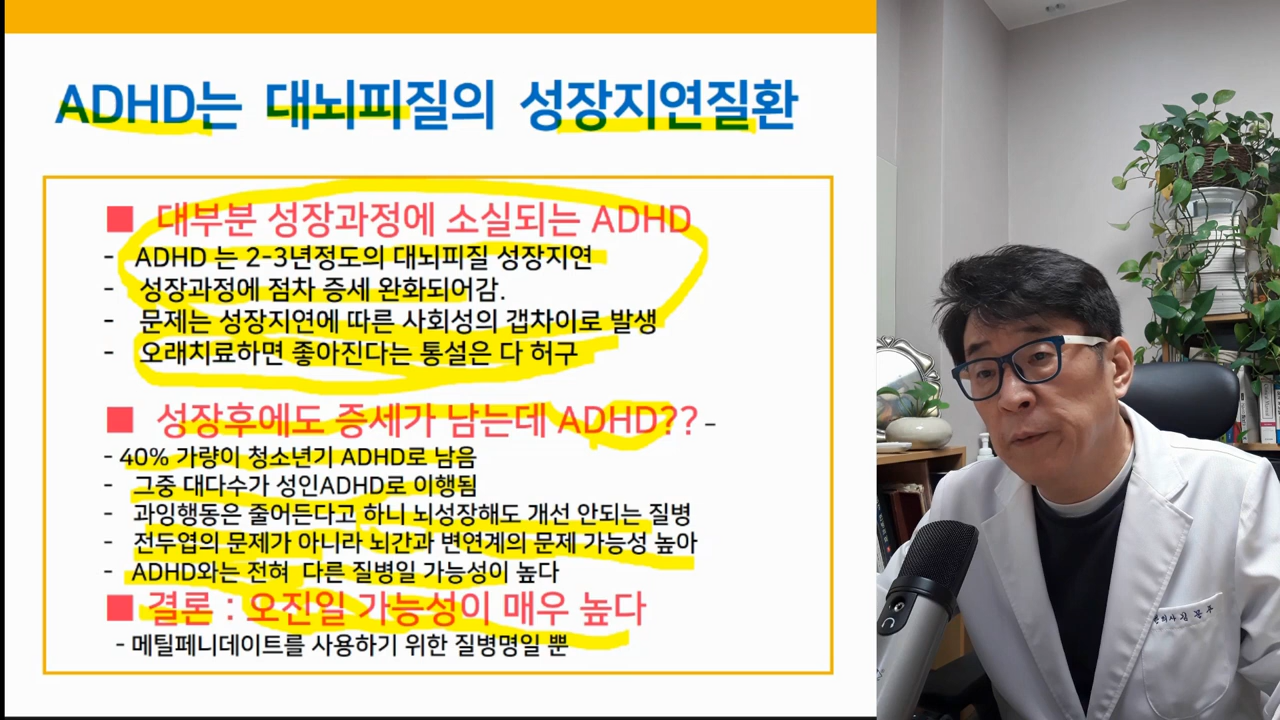 ADHD는 대뇌피질의 성장지연질환
■ 대부분 성장과정에 소실되는 ADHD
- ADHD 는 2-3년정도의 대뇌피질 성장지연
- 성장과정에 점차 증세 완화되어감.
- 문제는 성장지연에 따른 사회성의 갭차이로 발생
- 오래치료하면 좋아진다는 통설은 다 허구
■ 성장후에도 증세가 남는데 ADHD?? -
- 40% 가량이 청소년기 ADHD로 남음
- 그중 대다수가 성인ADHD로 이행됨
- 과잉행동은 줄어든다고 하니 뇌성장해도 개선 안되는 질병
- 전두엽의 문제가 아니라 뇌간과 변연계의 문제 가능성 높아
- ADHD와는 전혀 다른 질병일 가능성이 높다
■ 결론 : 오진일 가능성이 매우 높다
- 메틸페니데이트를 사용하기 위한 질병명일 뿐